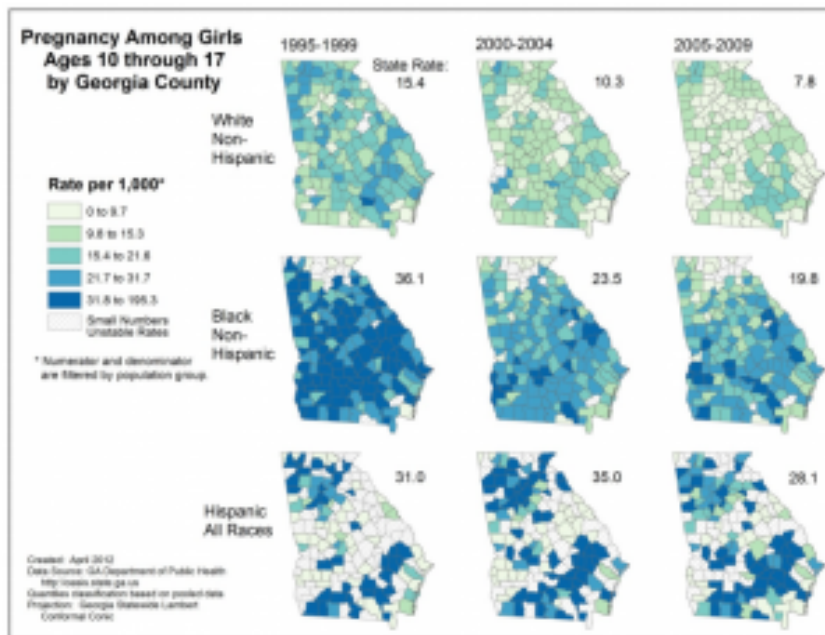 Pregnancy Among Girls
Ages 10 through 17
by Georgia County
1995-1999
2000-2004
2005-2009
State Rate:
15.4
10.3
7.8
White
Non-
Hispanic
Rate per 1,000*
0 to 9.7
9.8 to 15.3
15.4 to 21.6
21.7 to 31.7
31.8 to 195.3
Small Numbers
Unstable Rates
* Numerator and denominator
are filtered by population group.
36.1
23.5
19.8
Black
Non-
Hispanic
31.0
35.0
28.1
Hispanic
All Races
Created: April 2012
Data Source: GA Department of Public Health
http://oasis.state.ga.us
Quantiles classification based on pooled data
Projection: Georgia Statewide Lambert
Conformal Conic